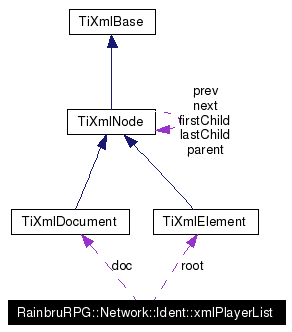 TiXmlBase
TiXmlNode
prev
next
firstChild
lastChild
parent
TiXmlDocument
TiXmlElement
doc
root
RainbruRPG::Network::Ident::xmlPlayerList